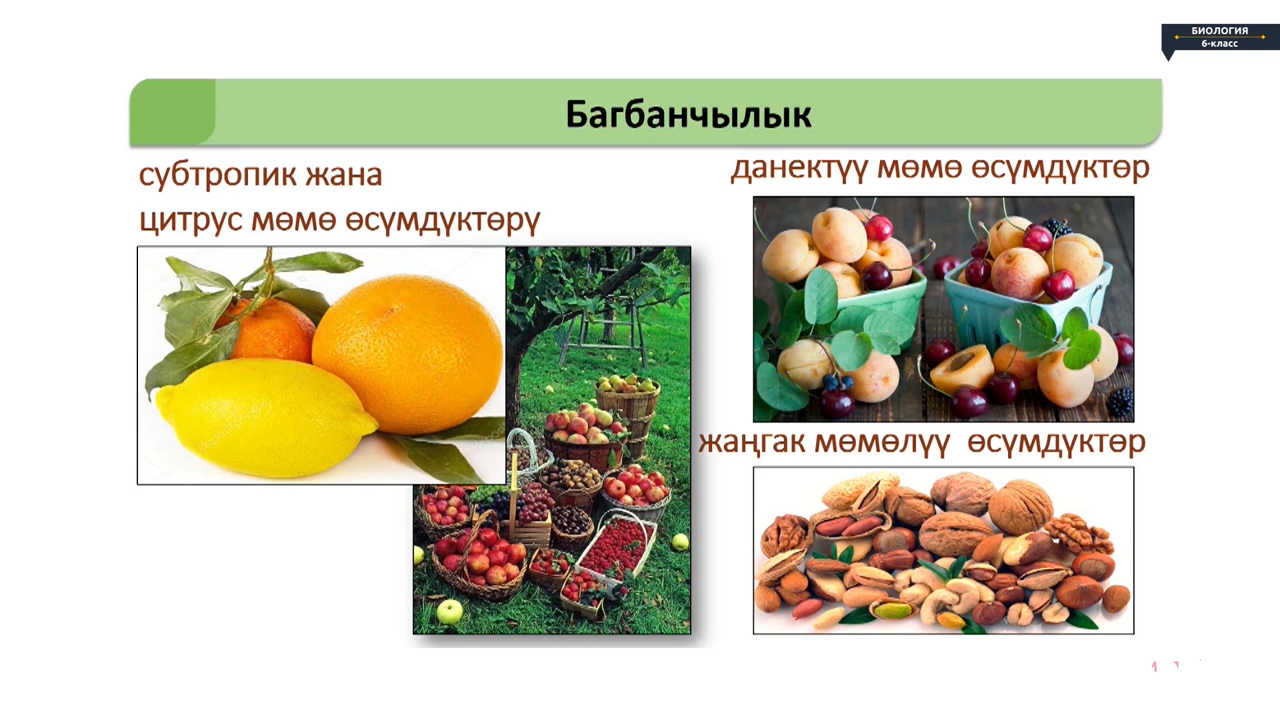 БИОЛОГИЯ
6-класс
Багбанчылык
субтропик жана
цитрус мөмө өсүмдүктөрү
данектүү мөмө өсүмдүктөр
жаңгак мөмөлүү өсүмдүктөр